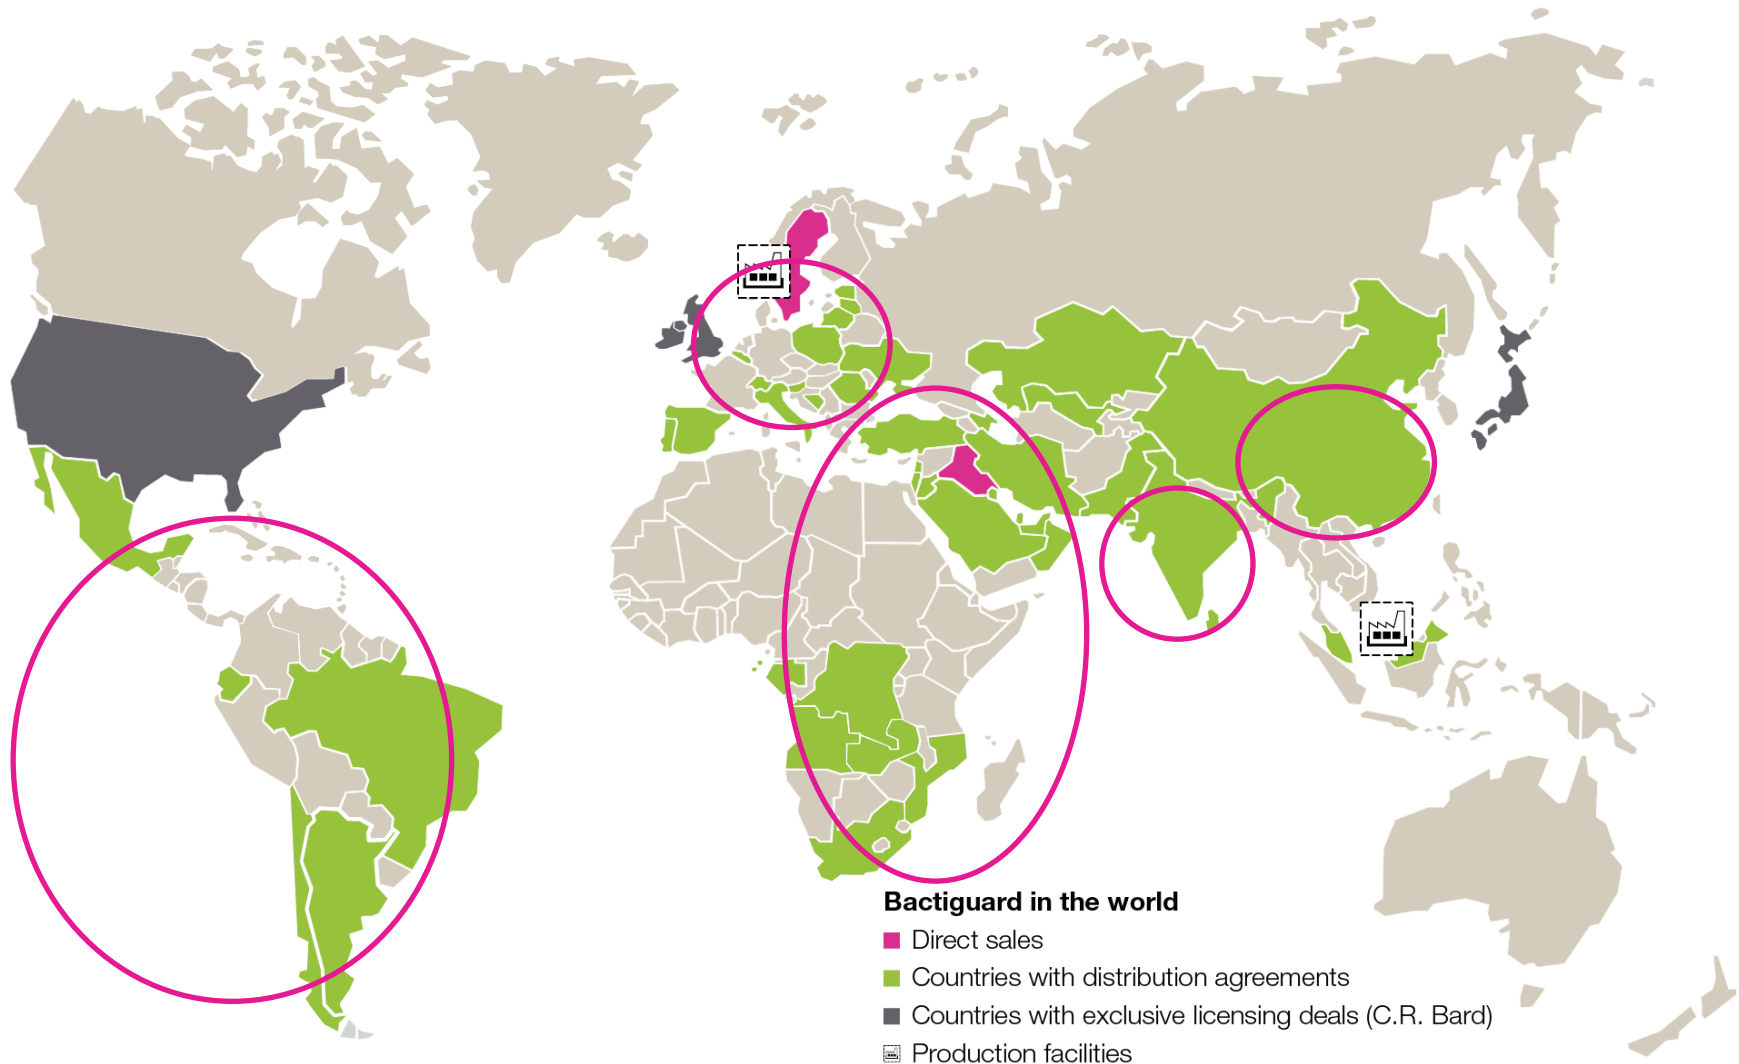 Bactiguard in the world
Direct sales
Countries with distribution agreements
Countries with exclusive licensing deals (C.R. Bard)
Production facilities